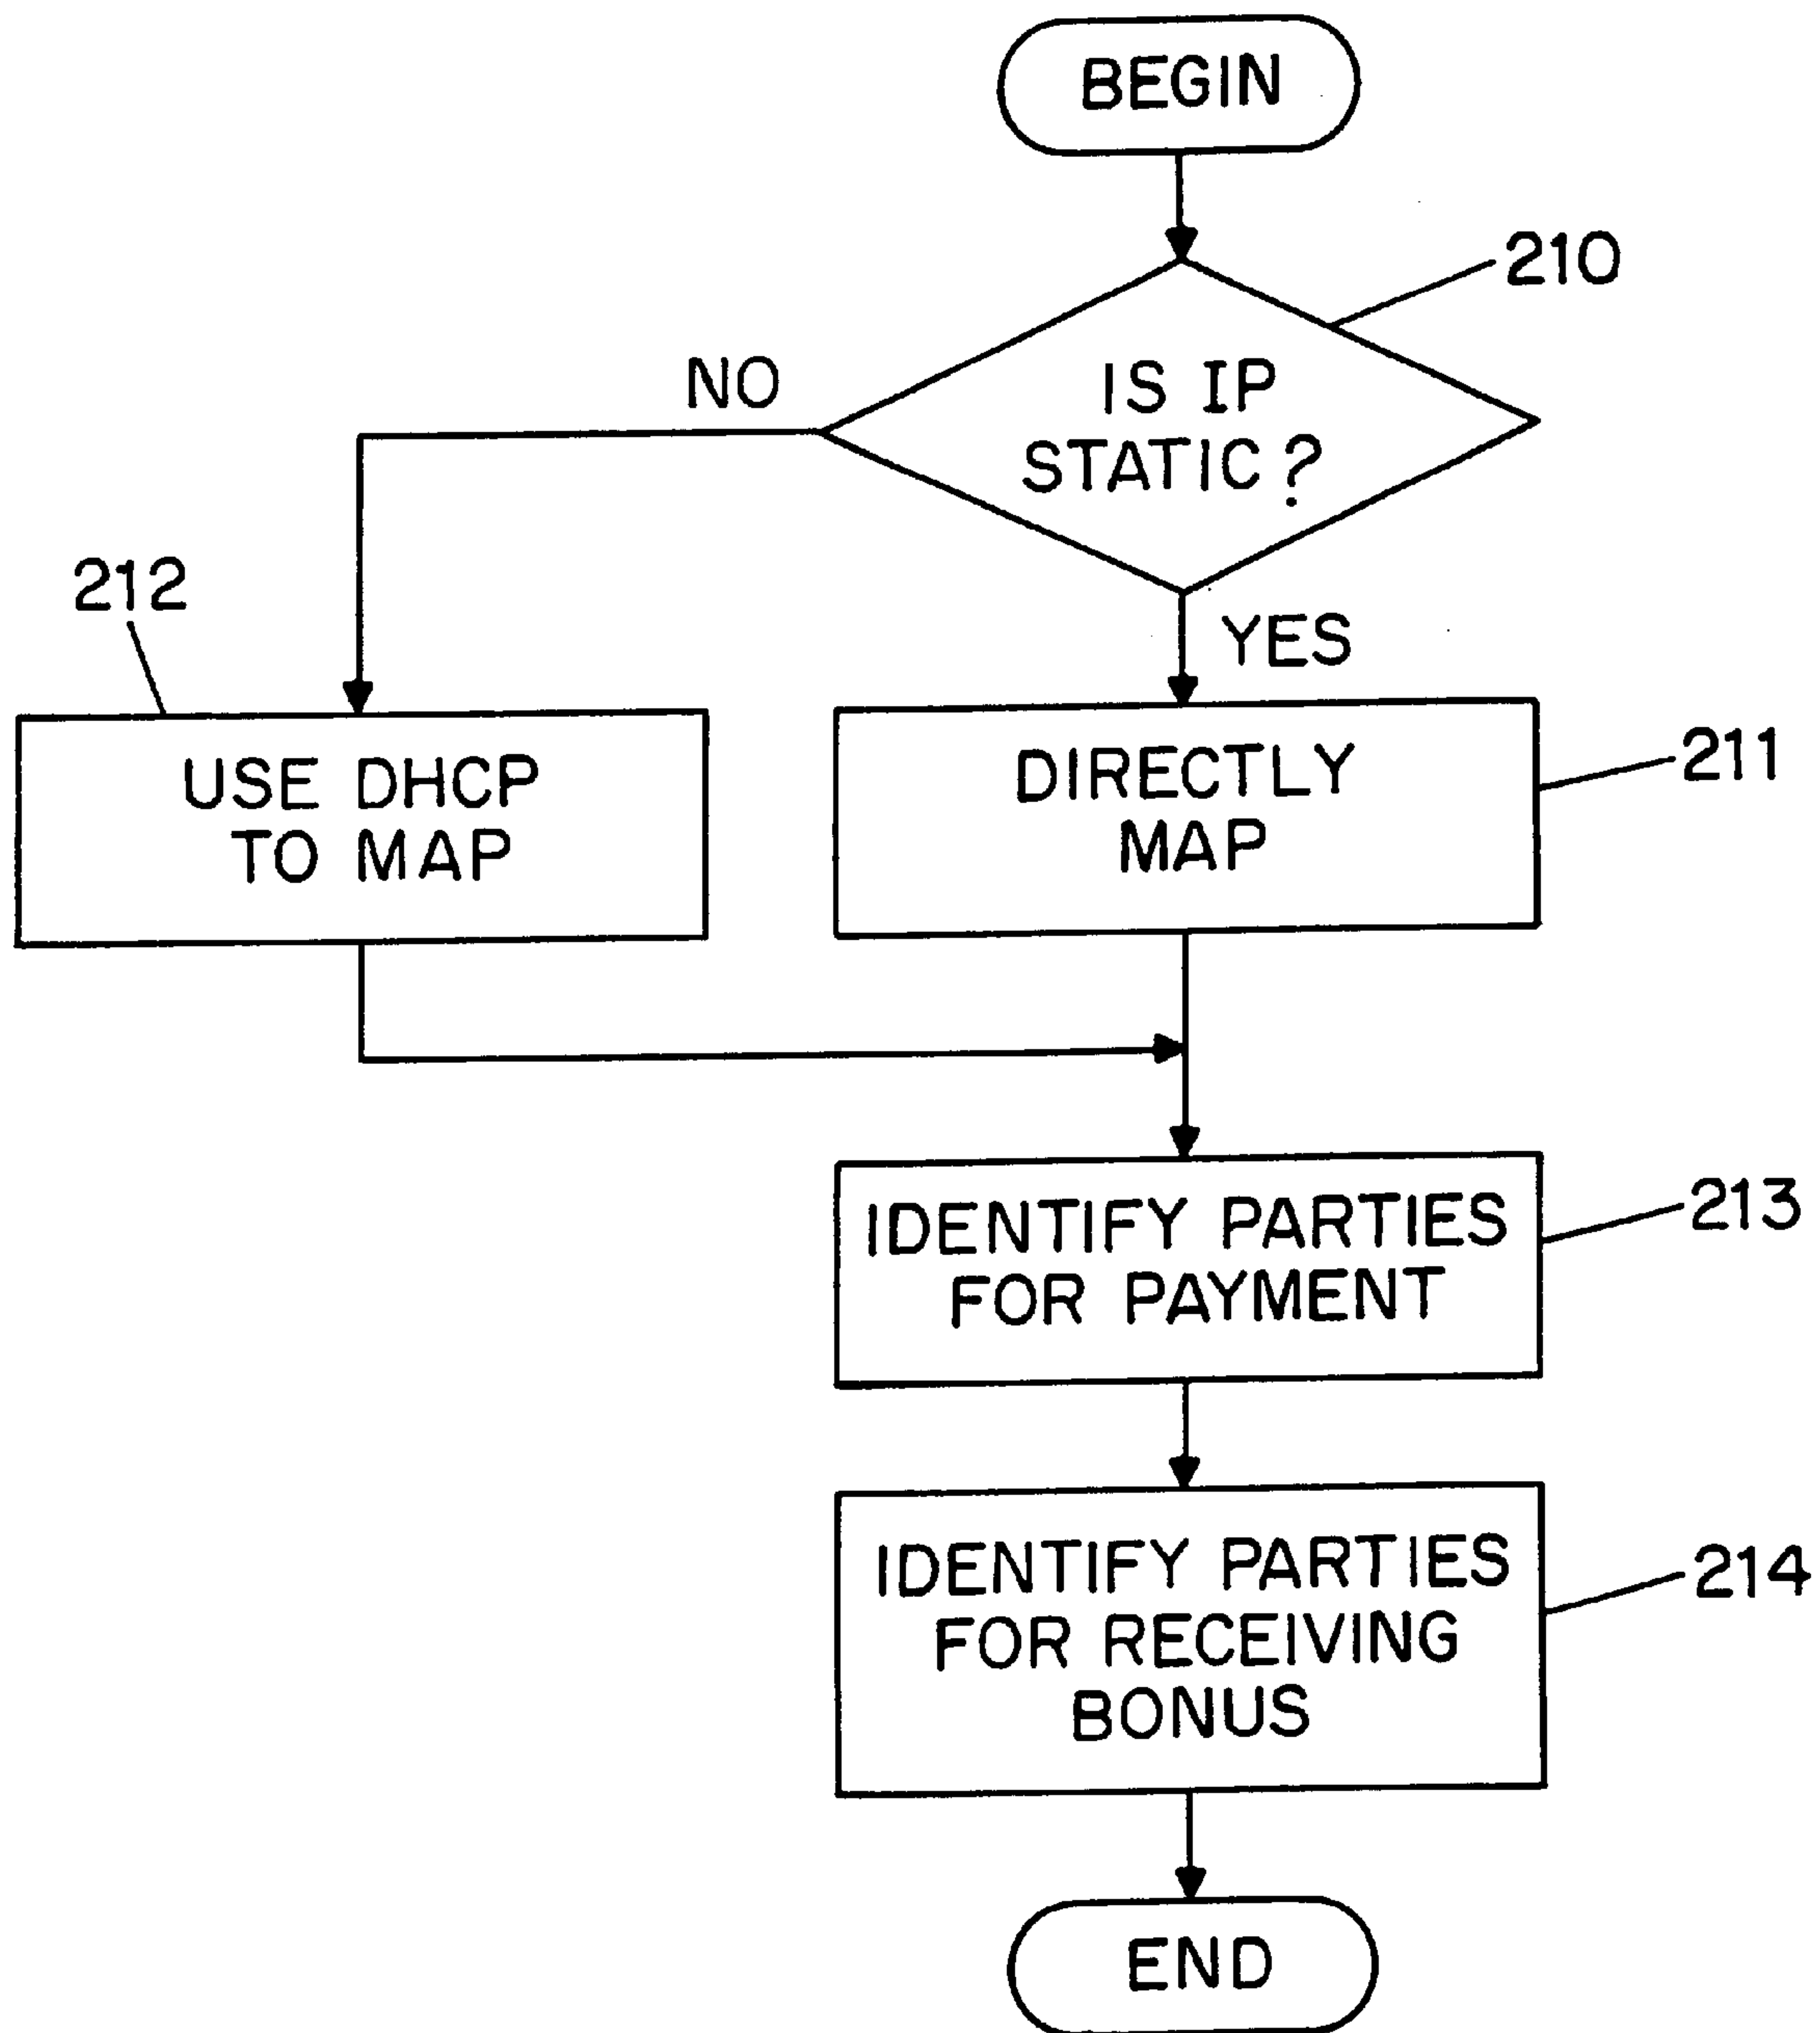 BEGIN
210
IS IP
STATIC?
NO
YES
212
USE DHCP
TO MAP
DIRECTLY
MAP
211
IDENTIFY PARTIES
FOR PAYMENT
213
IDENTIFY PARTIES
FOR RECEIVING
BONUS
214
END